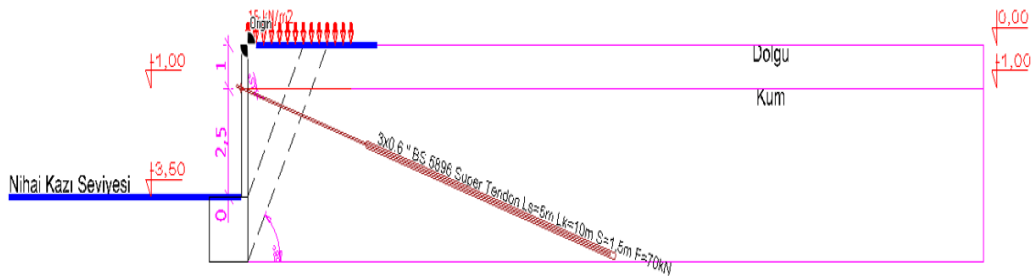 15 kN/m2
Origin
±0,00
Dolgu
±1,00
±1,00
Kum
1
2,5
3x0.6 " BS 5896 Super Tendon Ls=6m Lk=10m S=1.5m F=70kN
±3,50
Nihai Kazı Seviyesi
0